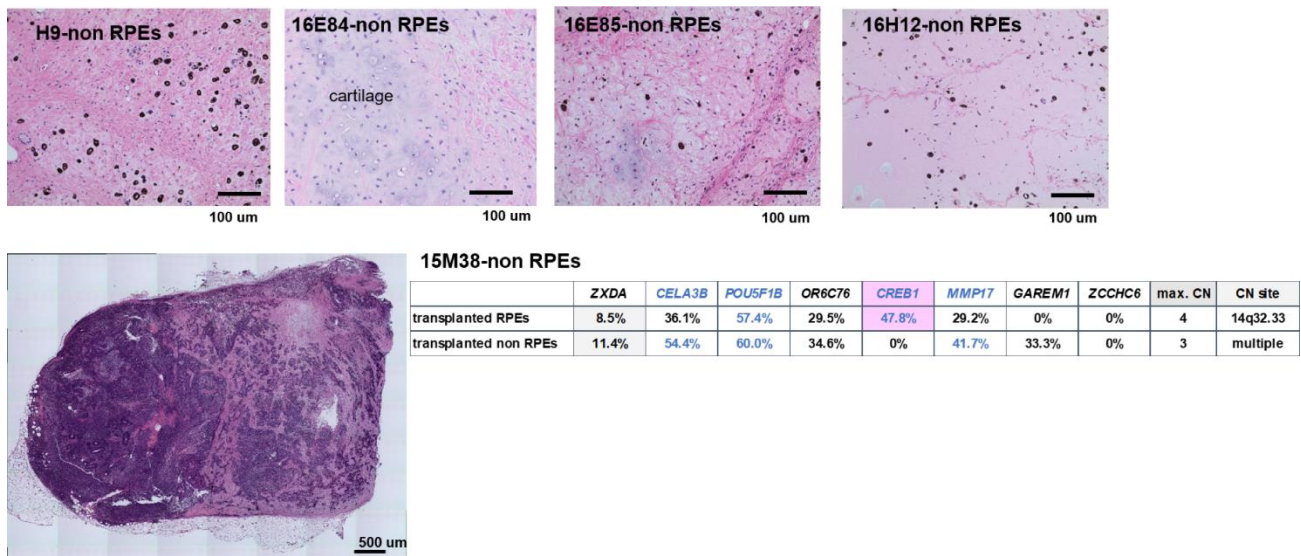 H9-non RPEs
16E84-non RPEs
16E85-non RPEs
16H12-non RPEs
cartilage
100 um
100 um
100 um
100 um
15M38-non RPEs
ZXDA CELA3B POU5F1B OR6C76 CREB1 MMP17 GAREM1 ZCCHC6 max. CN CN site
transplanted RPEs 8.5% 36.1% 57.4% 29.5% 47.8% 29.2% 0% 0% 4 14q32.33
transplanted non RPEs 11.4% 54.4% 60.0% 34.6% 0% 41.7% 33.3% 0% 3 multiple
500 um